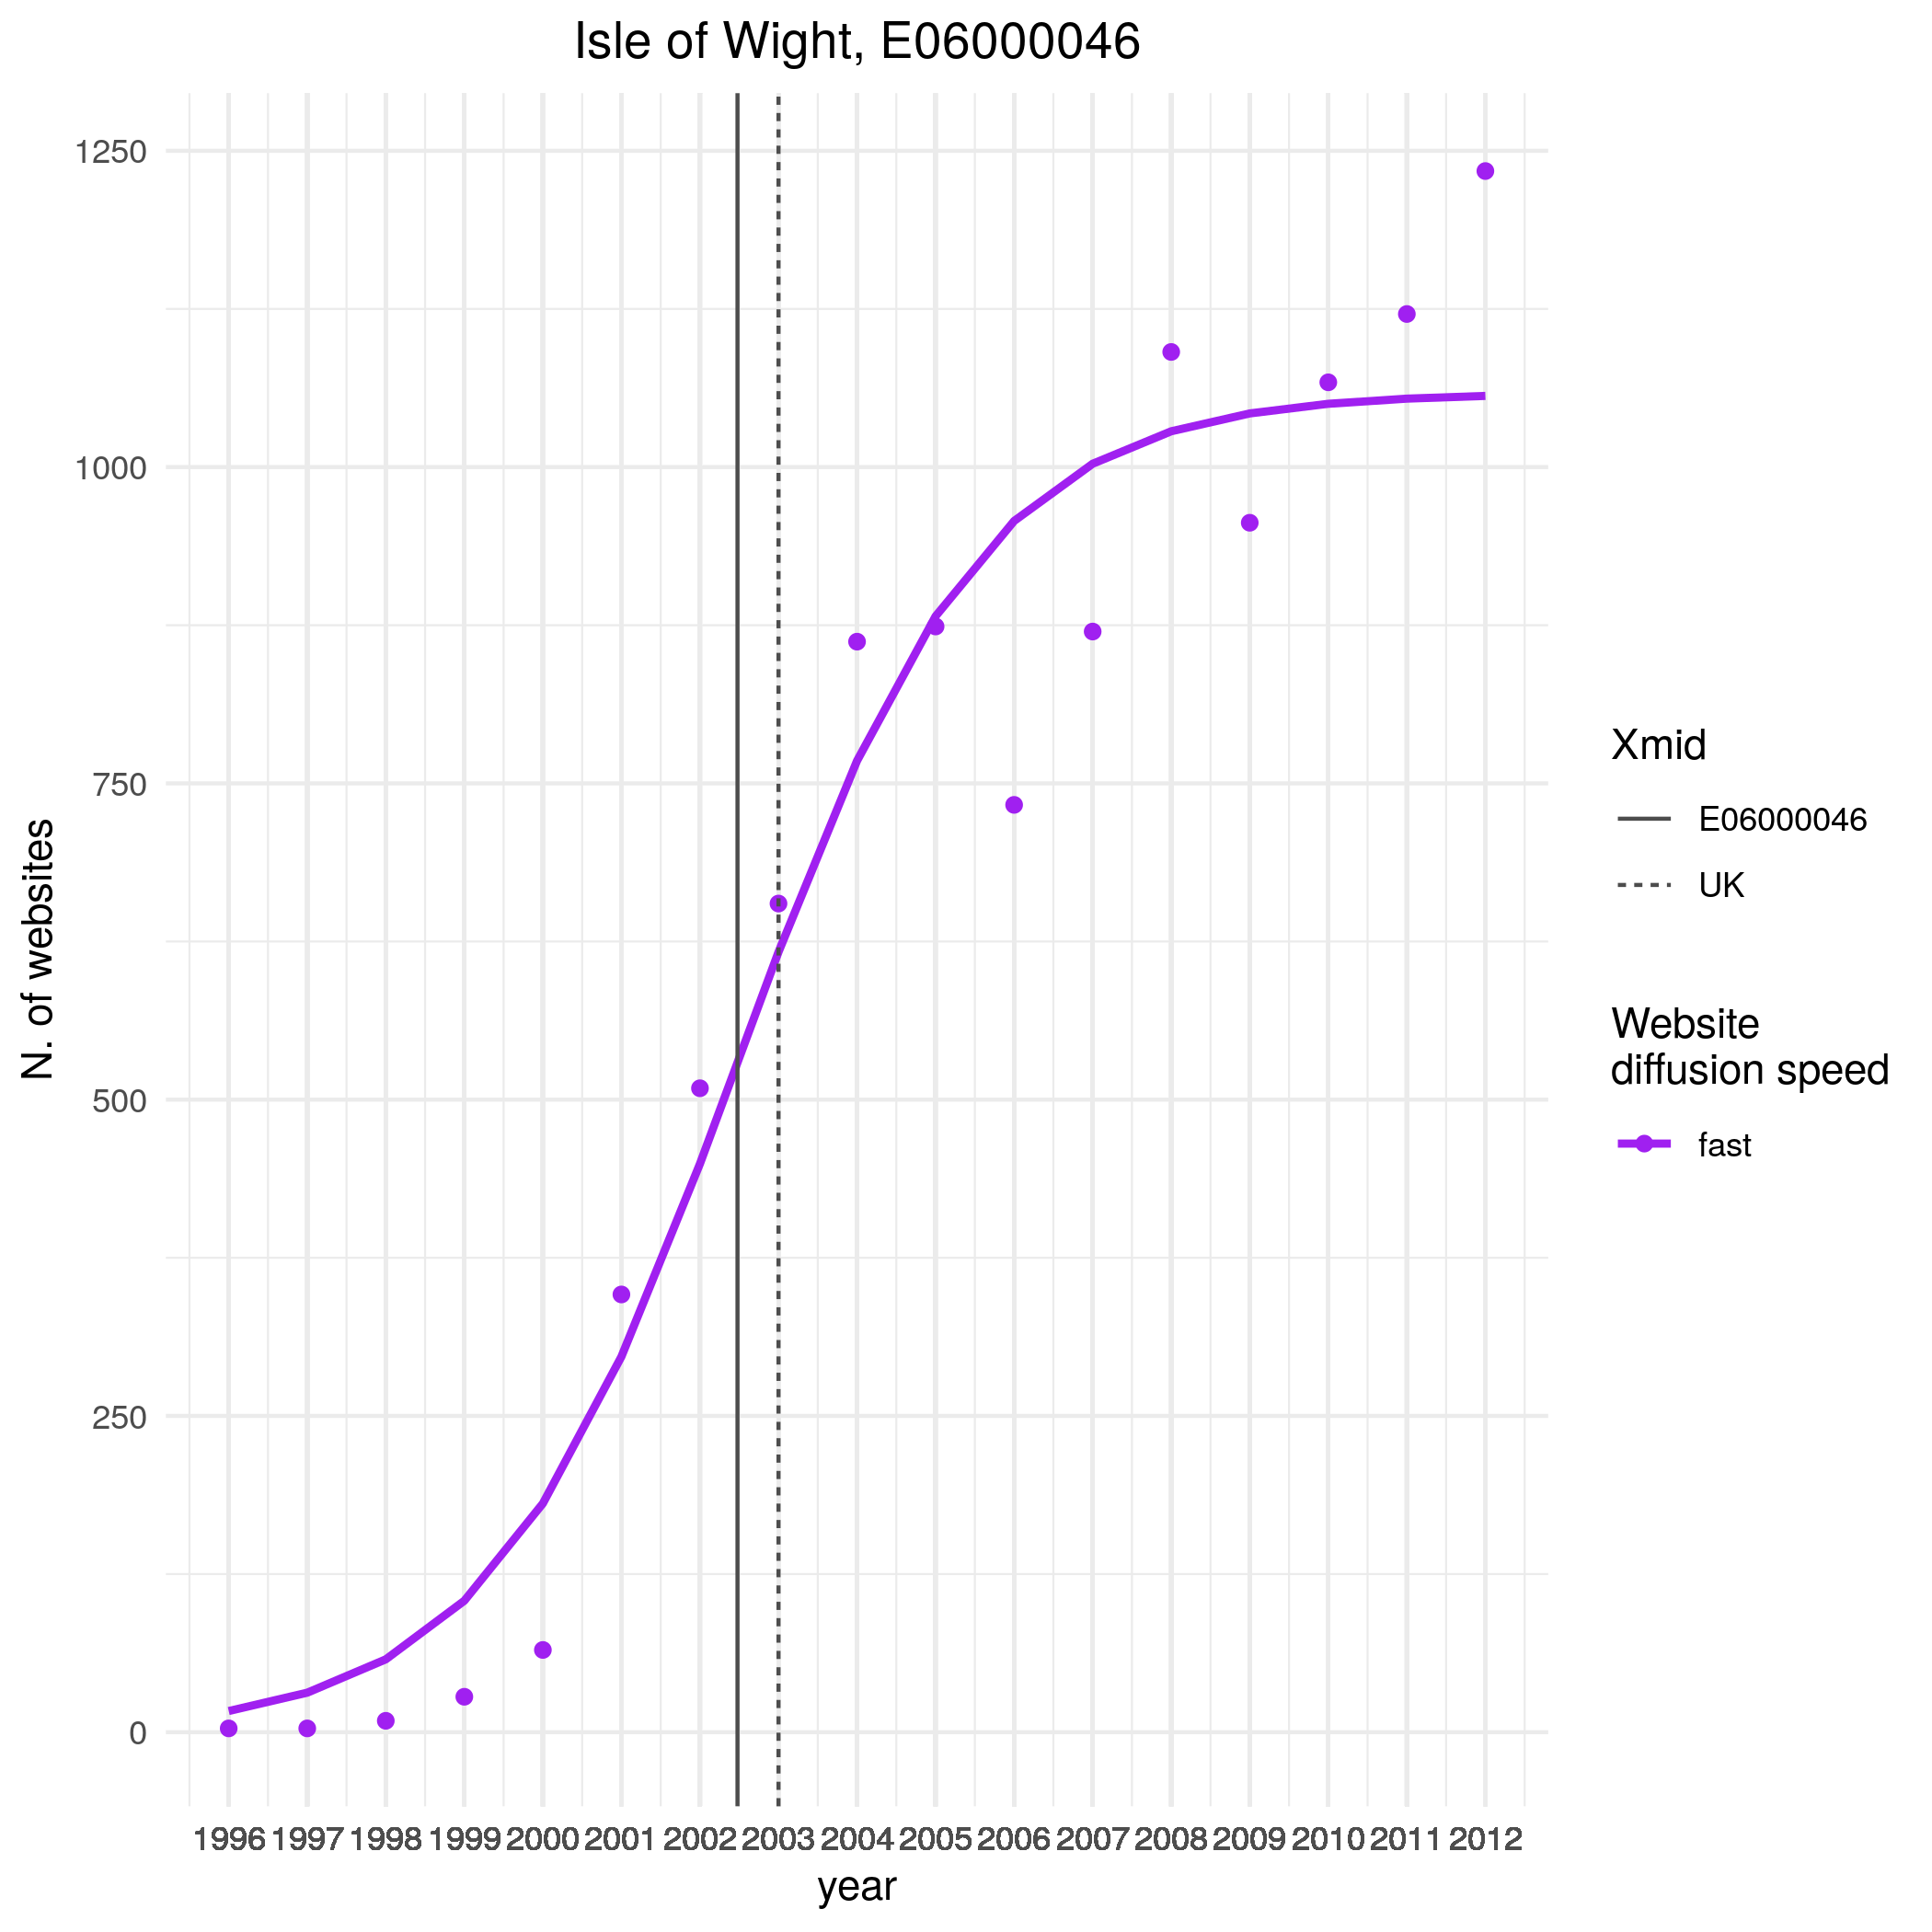 Isle of Wight, E06000046
1250
1000
750
500
250
0
N. of websites
1996 1997 1998 1999 2000 2001 2002 2003 2004 2005 2006 2007 2008 2009 2010 2011 2012
year
Xmid
E06000046
UK
Website
diffusion speed
fast